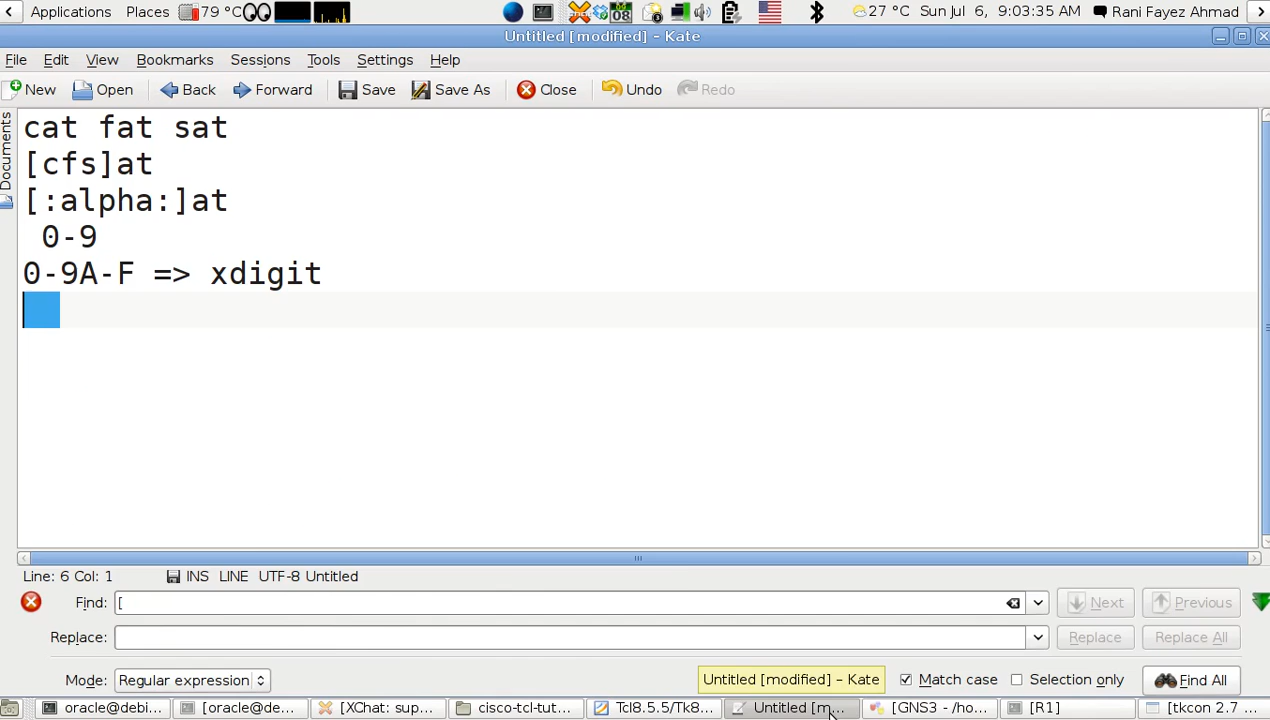 Applications Places 79 °C 08 27 °C Sun Jul 6, 9:03:35 AM Rani Fayez Ahmad
Untitled [modified] – Kate
File Edit View Bookmarks Sessions Tools Settings Help
New Open Back Forward Save Save As Close Undo Redo
Documents
cat fat sat
[cfs]at
[:alpha:]at
0-9
0-9A-F => xdigit
Line: 6 Col: 1 INS LINE UTF-8 Untitled
Find: [ Next Previous
Replace: Replace Replace All
Mode: Regular expression Untitled [modified] – Kate Match case Selection only Find All
oracle@debi... [oracle@de... [XChat: sup... cisco-tcl-tut... Tcl8.5.5/Tk8... Untitled [m... [GNS3 - /ho... [R1] [tkcon 2.7 ...